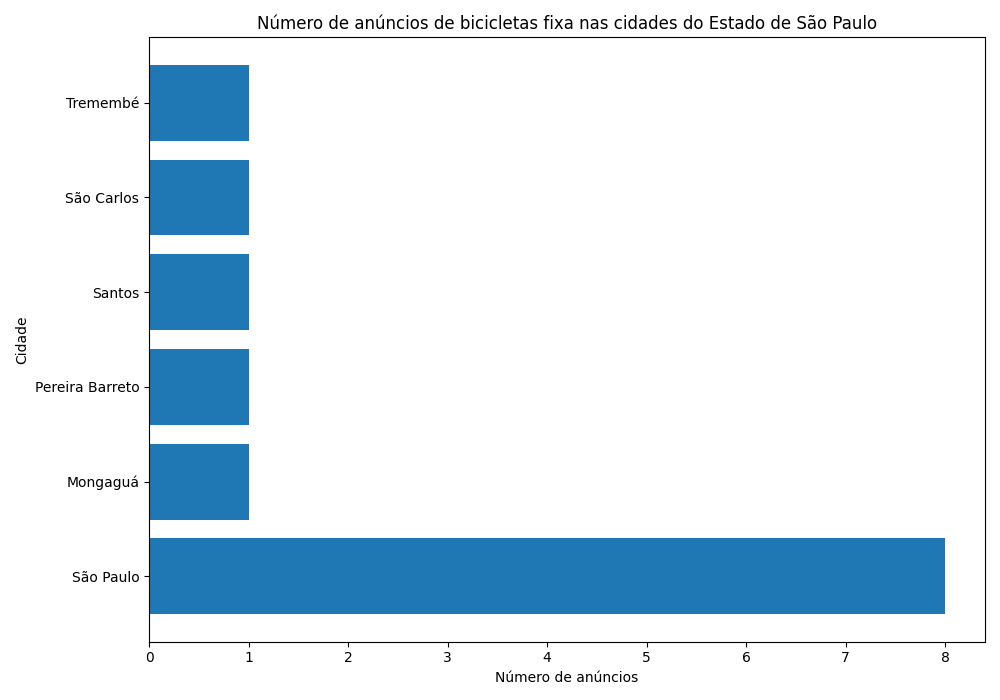 Número de anúncios de bicicletas fixa nas cidades do Estado de São Paulo
Cidade
Tremembé
São Carlos
Santos
Pereira Barreto
Mongaguá
São Paulo
0 1 2 3 4 5 6 7 8
Número de anúncios